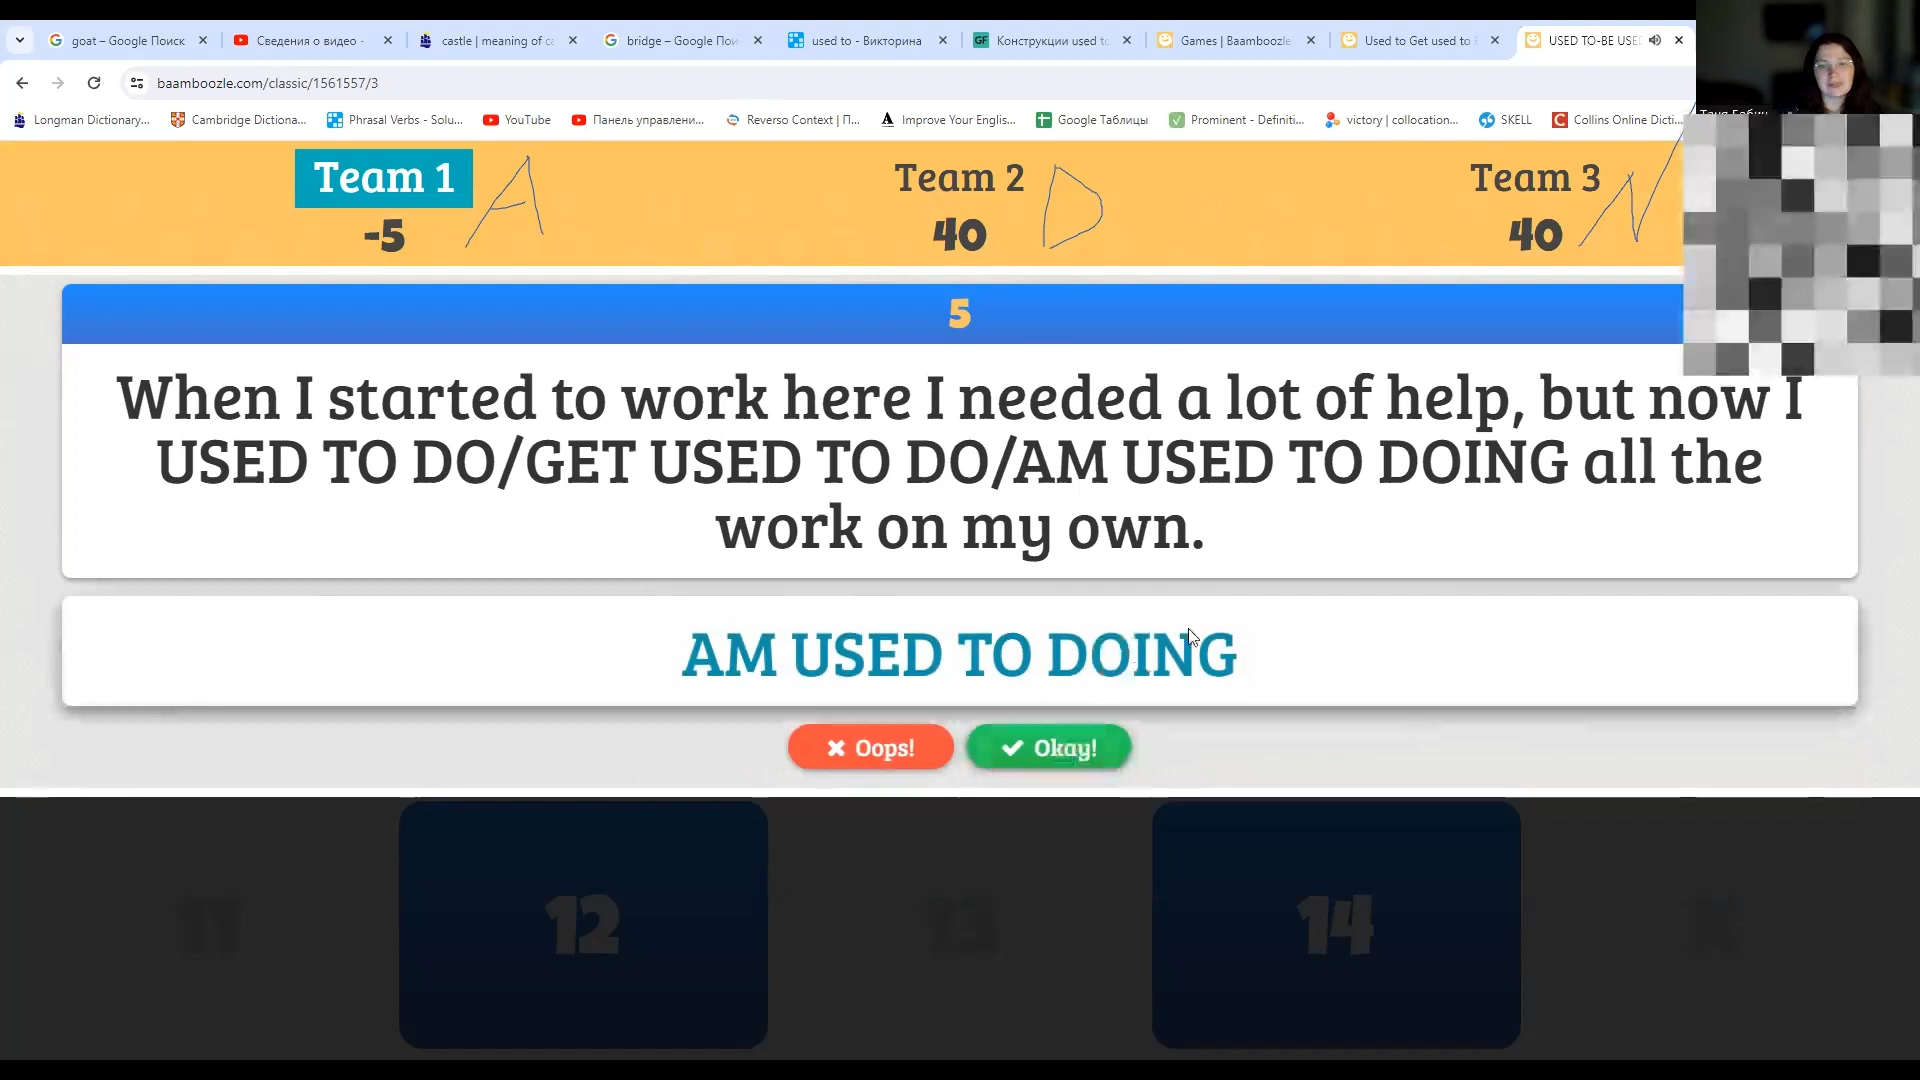 goat – Google Поиск
Сведения о видео -
castle | meaning of ca
bridge – Google Пои
used to - Викторина
Конструкции used to
Games | Baamboozle
Used to Get used to
USED TO-BE USED
baamboozle.com/classic/1561557/3
Longman Dictionary...
Cambridge Dictiona...
Phrasal Verbs - Solu...
YouTube
Панель управлени...
Reverso Context | П...
Improve Your Englis...
Google Таблицы
Prominent - Definiti...
victory | collocation...
SKELL
Collins Online Dicti...
Team 1
-5
A
Team 2
40
D
Team 3
40
N
5
When I started to work here I needed a lot of help, but now I
USED TO DO/GET USED TO DO/AM USED TO DOING all the
work on my own.
AM USED TO DOING
Oops!
Okay!
11
12
13
14